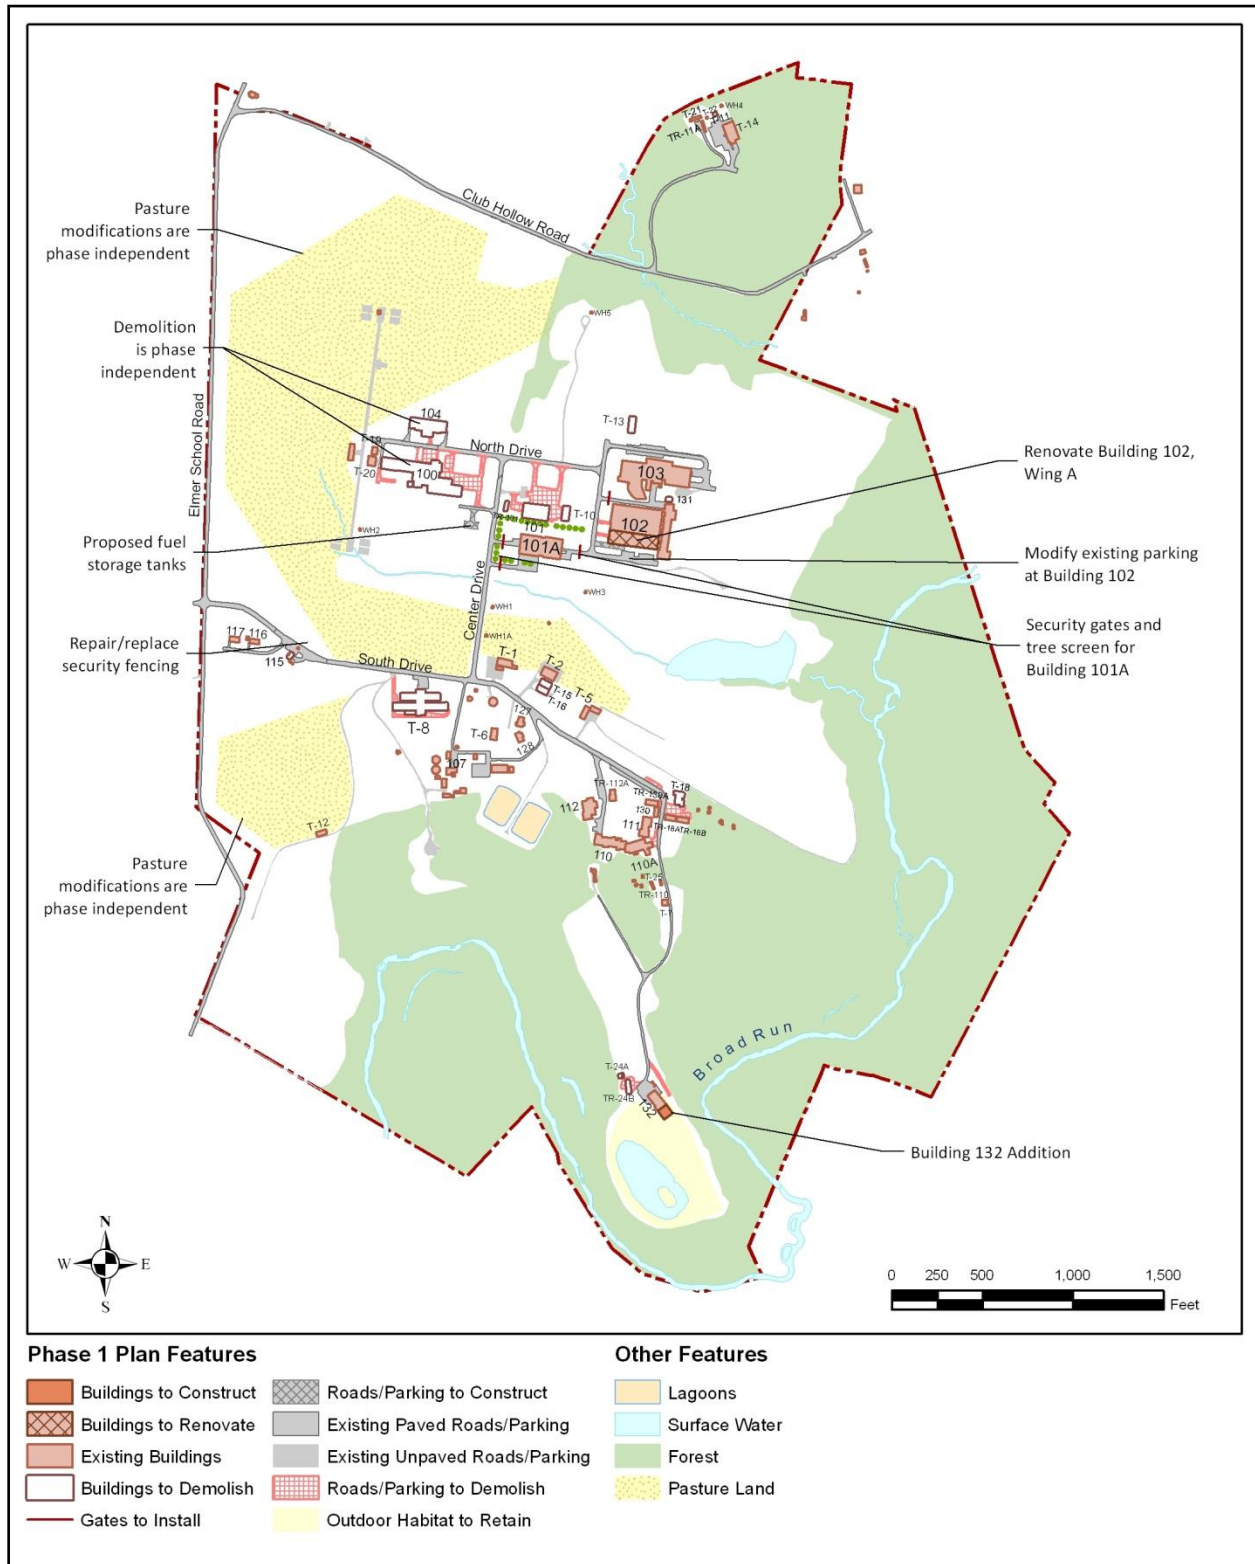 WH4
T-21
T-22
T-11
TR-11A
T-14
Club Hollow Road
Pasture
modifications are
phase independent
Elmer School Road
WH5
Demolition
is phase
independent
104
T-13
T-19
North Drive
T-20
100
103
Renovate Building 102,
Wing A
131
T-10
TR-101
101
102
WH2
101A
Proposed fuel
storage tanks
Modify existing parking
at Building 102
Center Drive
WH3
WH1
WH1A
Security gates and
tree screen for
Building 101A
117
116
115
Repair/replace
security fencing
South Drive
T-1
T-2
T-15
T-16
T-5
T-8
127
T-6
128
107
TR-112A
T-18
TR-130A
130
112
111
TR-18A
TR-18B
T-12
110
110A
Pasture
modifications are
phase independent
T-25
TR-110
T-7
Broad Run
T-24A
TR-24B
132
Building 132 Addition
N
W
E
S
0 250 500 1,000 1,500
Feet
Phase 1 Plan Features
Other Features
Buildings to Construct
Roads/Parking to Construct
Lagoons
Buildings to Renovate
Existing Paved Roads/Parking
Surface Water
Existing Buildings
Existing Unpaved Roads/Parking
Forest
Buildings to Demolish
Roads/Parking to Demolish
Pasture Land
Gates to Install
Outdoor Habitat to Retain